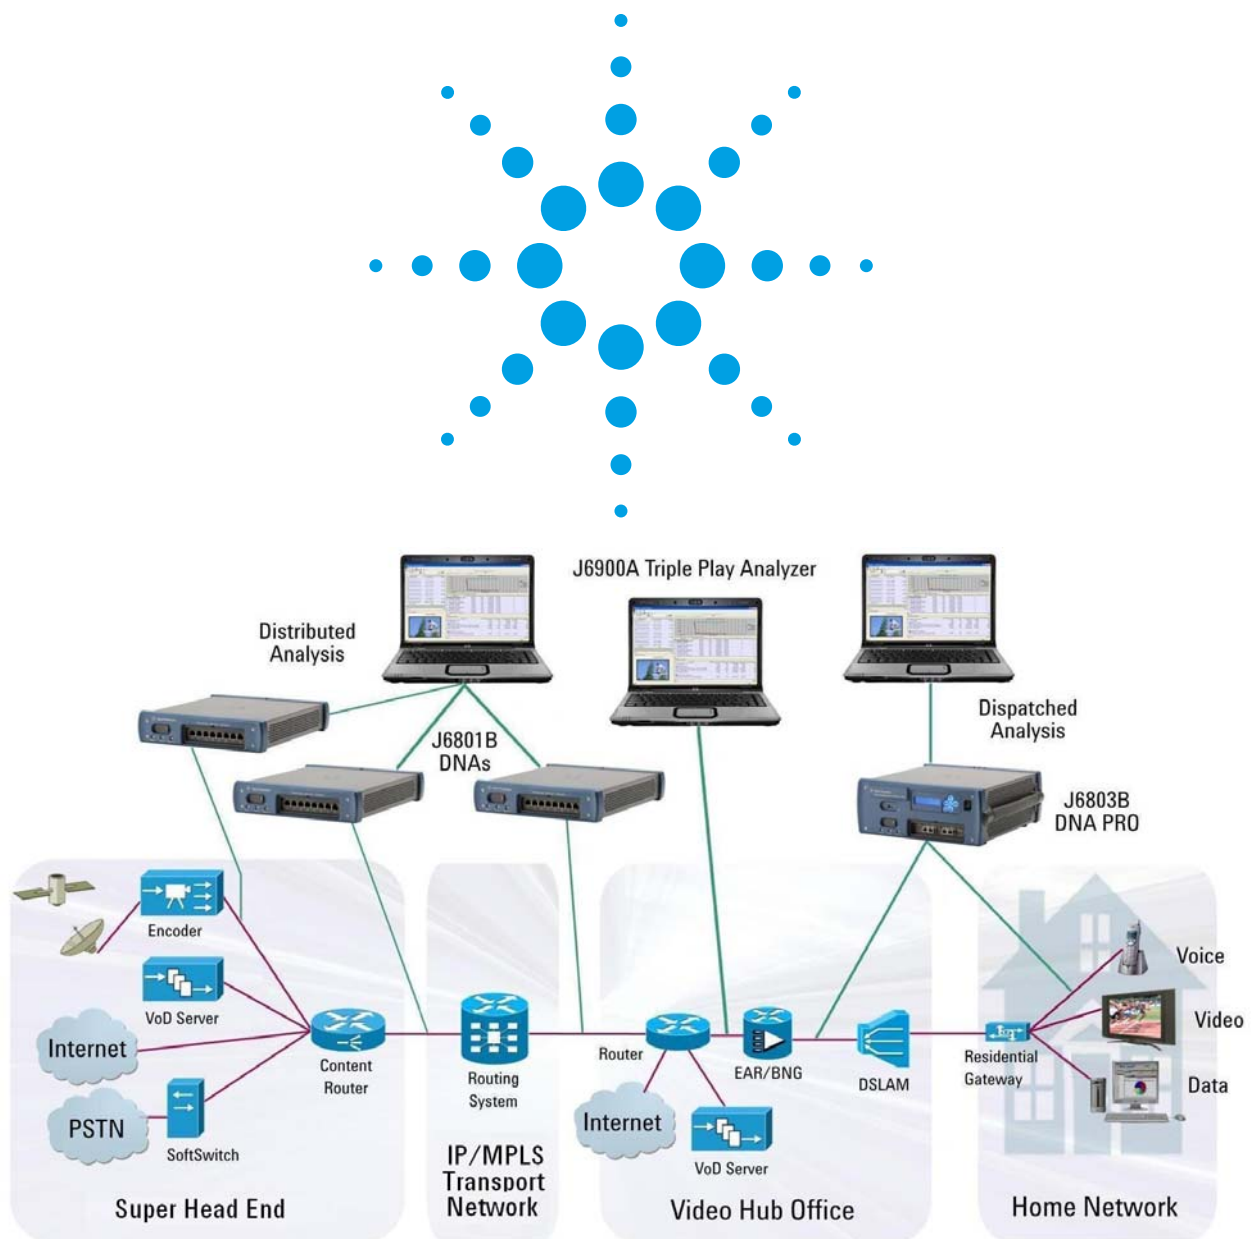 J6900A Triple Play Analyzer
Distributed
Analysis
J6801B
DNAs
Dispatched
Analysis
J6803B
DNA PRO
Encoder
VoD Server
Internet
PSTN
SoftSwitch
Content
Router
Super Head End
Routing
System
IP/MPLS
Transport
Network
Router
EAR/BNG
DSLAM
Internet
VoD Server
Video Hub Office
Residential
Gateway
Voice
Video
Data
Home Network